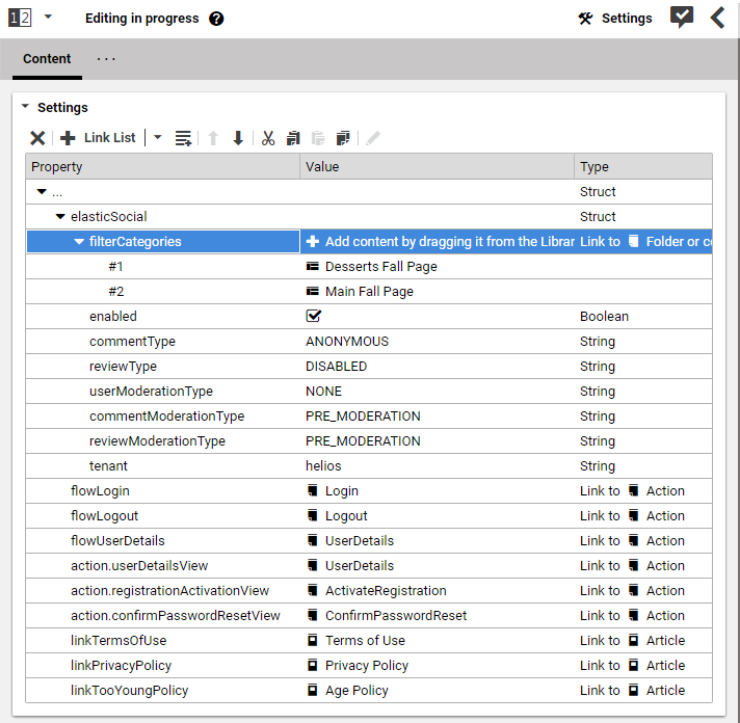 12 Editing in progress Settings
Content ...
Settings
Link List
Property Value Type
... Struct
elasticSocial Struct
filterCategories Add content by dragging it from the Librar Link to Folder or c
#1 Desserts Fall Page
#2 Main Fall Page
enabled Boolean
commentType ANONYMOUS String
reviewType DISABLED String
userModerationType NONE String
commentModerationType PRE_MODERATION String
reviewModerationType PRE_MODERATION String
tenant helios String
flowLogin Login Link to Action
flowLogout Logout Link to Action
flowUserDetails UserDetails Link to Action
action.userDetailsView UserDetails Link to Action
action.registrationActivationView ActivateRegistration Link to Action
action.confirmPasswordResetView ConfirmPasswordReset Link to Action
linkTermsOfUse Terms of Use Link to Article
linkPrivacyPolicy Privacy Policy Link to Article
linkTooYoungPolicy Age Policy Link to Article